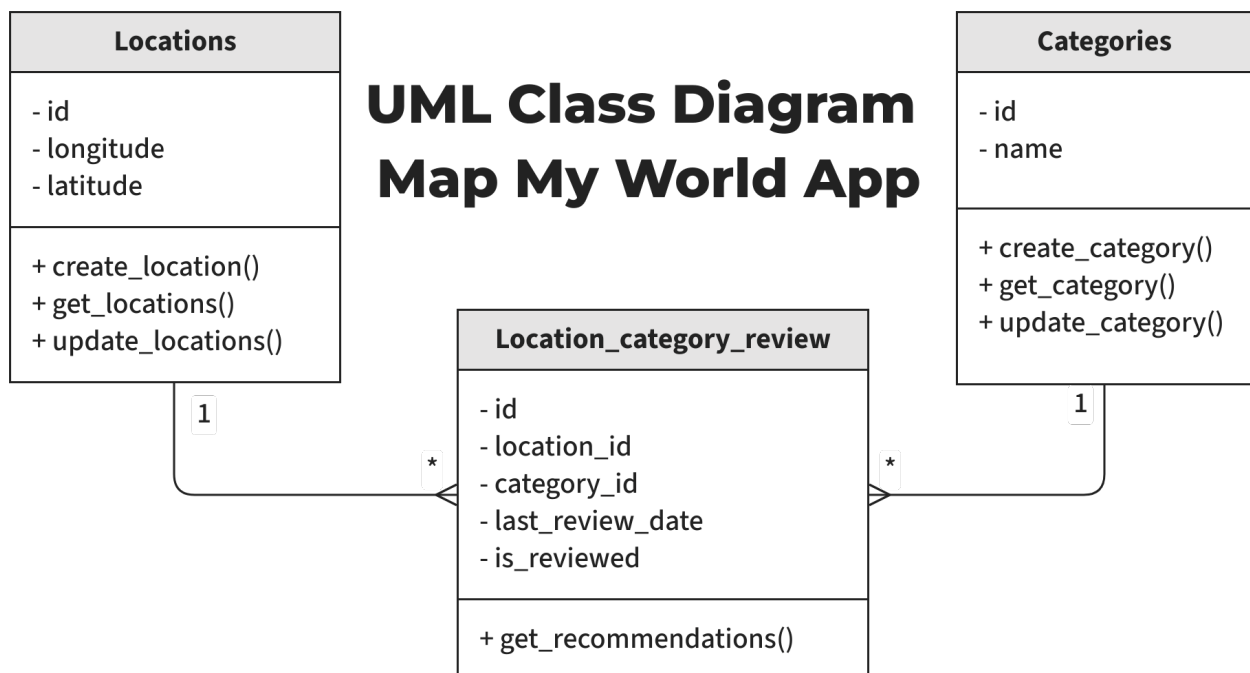 Locations
- id
- longitude
- latitude
+ create_location()
+ get_locations()
+ update_locations()
UML Class Diagram
Map My World App
Categories
- id
- name
+ create_category()
+ get_category()
+ update_category()
1
*
Location_category_review
- id
- location_id
- category_id
- last_review_date
- is_reviewed
+ get_recommendations()
*
1